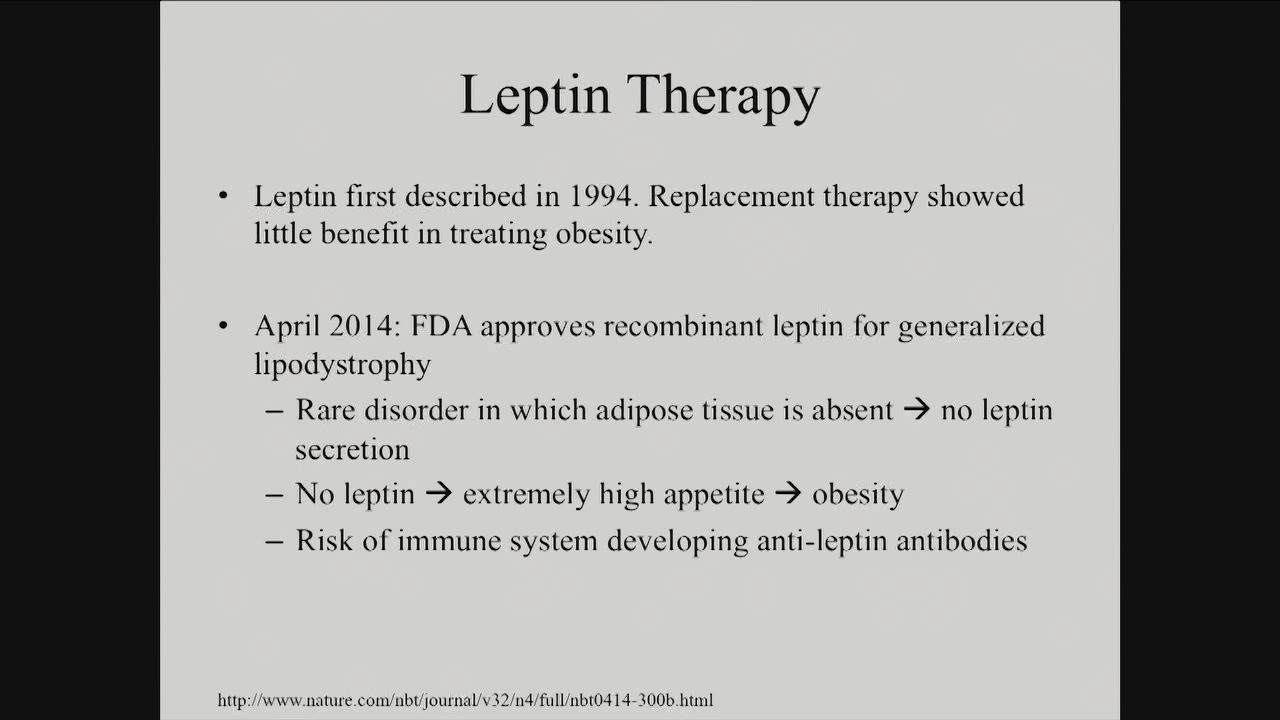 Leptin Therapy
• Leptin first described in 1994. Replacement therapy showed
little benefit in treating obesity.
• April 2014: FDA approves recombinant leptin for generalized
lipodystrophy
– Rare disorder in which adipose tissue is absent → no leptin
secretion
– No leptin → extremely high appetite → obesity
– Risk of immune system developing anti-leptin antibodies
http://www.nature.com/nbt/journal/v32/n4/full/nbt0414-300b.html